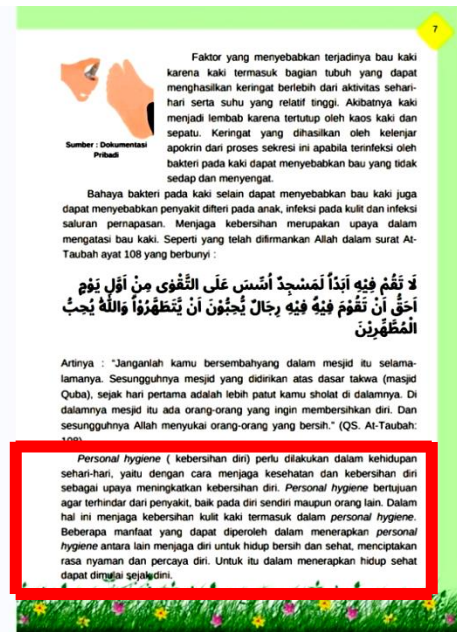 7
Faktor yang menyebabkan terjadinya bau kaki
karena kaki termasuk bagian tubuh yang dapat
menghasilkan keringat berlebih dari aktivitas sehari-
hari serta suhu yang relatif tinggi. Akibatnya kaki
menjadi lembab karena tertutup oleh kaos kaki dan
sepatu. Keringat yang dihasilkan oleh kelenjar
apokrin dari proses sekresi ini apabila terinfeksi oleh
bakteri pada kaki dapat menyebabkan bau yang tidak
sedap dan menyengat.
Sumber : Dokumentasi
Pribadi
Bahaya bakteri pada kaki selain dapat menyebabkan bau kaki juga
dapat menyebabkan penyakit difteri pada anak, infeksi pada kulit dan infeksi
saluran pernapasan. Menjaga kebersihan merupakan upaya dalam
mengatasi bau kaki. Seperti yang telah difirmankan Allah dalam surat At-
Taubah ayat 108 yang berbunyi :
لَا تَقُمْ فِيْهِ اَبَدًاۗ لَمَسْجِدٌ اُسِّسَ عَلَى التَّقْوٰى مِنْ اَوَّلِ يَوْمٍ
اَحَقُّ اَنْ تَقُوْمَ فِيْهِۗ فِيْهِ رِجَالٌ يُّحِبُّوْنَ اَنْ يَّتَطَهَّرُوْاۗ وَاللّٰهُ يُحِبُّ
الْمُطَّهِّرِيْنَ
Artinya : "Janganlah kamu bersembahyang dalam mesjid itu selama-
lamanya. Sesungguhnya mesjid yang didirikan atas dasar takwa (masjid
Quba), sejak hari pertama adalah lebih patut kamu sholat di dalamnya. Di
dalamnya mesjid itu ada orang-orang yang ingin membersihkan diri. Dan
sesungguhnya Allah menyukai orang-orang yang bersih." (QS. At-Taubah:
108)
Personal hygiene ( kebersihan diri) perlu dilakukan dalam kehidupan
sehari-hari, yaitu dengan cara menjaga kesehatan dan kebersihan diri
sebagai upaya meningkatkan kebersihan diri. Personal hygiene bertujuan
agar terhindar dari penyakit, baik pada diri sendiri maupun orang lain. Dalam
hal ini menjaga kebersihan kulit kaki termasuk dalam personal hygiene.
Beberapa manfaat yang dapat diperoleh dalam menerapkan personal
hygiene antara lain menjaga diri untuk hidup bersih dan sehat, menciptakan
rasa nyaman dan percaya diri. Untuk itu dalam menerapkan hidup sehat
dapat dimulai sejak dini.